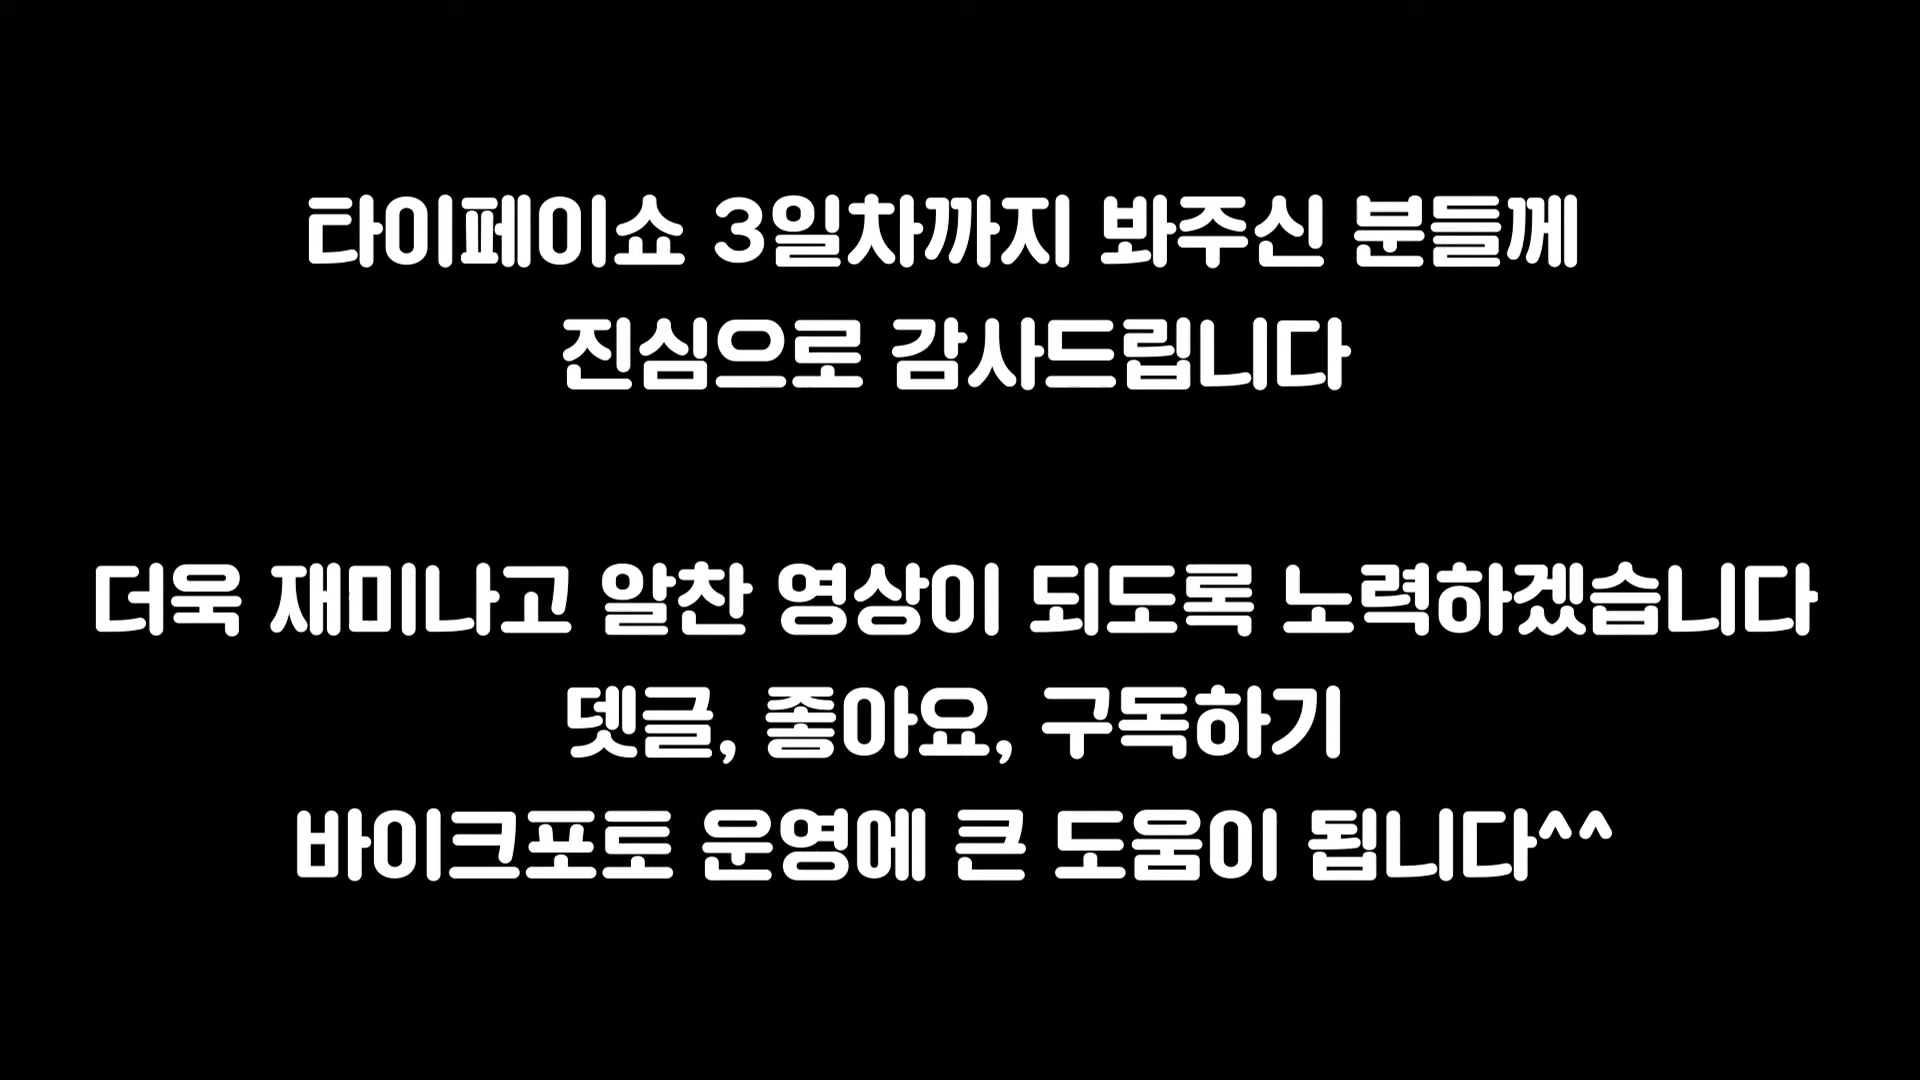 타이페이쇼 3일차까지 봐주신 분들께
진심으로 감사드립니다
더욱 재미나고 알찬 영상이 되도록 노력하겠습니다
뎃글, 좋아요, 구독하기
바이크포토 운영에 큰 도움이 됩니다^^